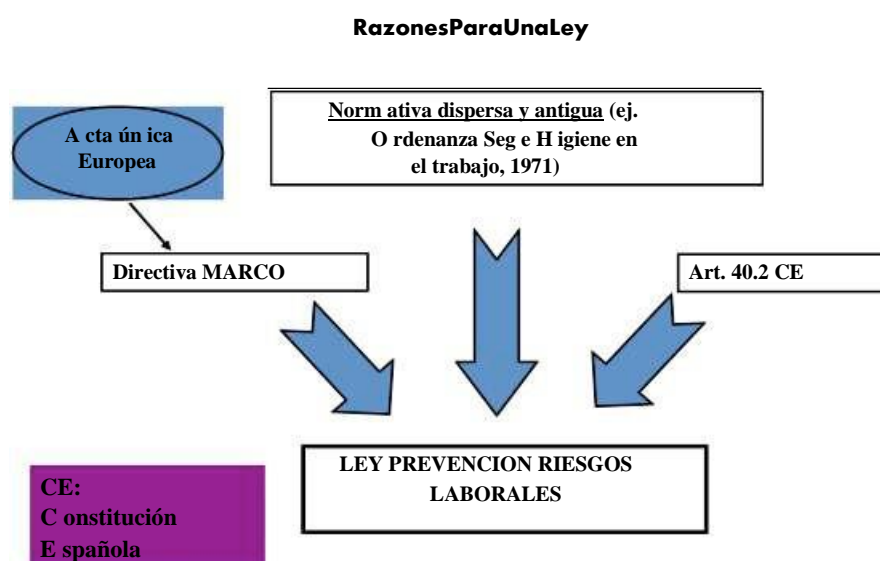 RazonesParaUnaLey
Norm ativa dispersa y antigua (ej.
O rdenanza Seg e H igiene en
el trabajo, 1971)
A cta ún ica
Europea
Directiva MARCO
Art. 40.2 CE
LEY PREVENCION RIESGOS
LABORALES
CE:
C onstitución
E spañola